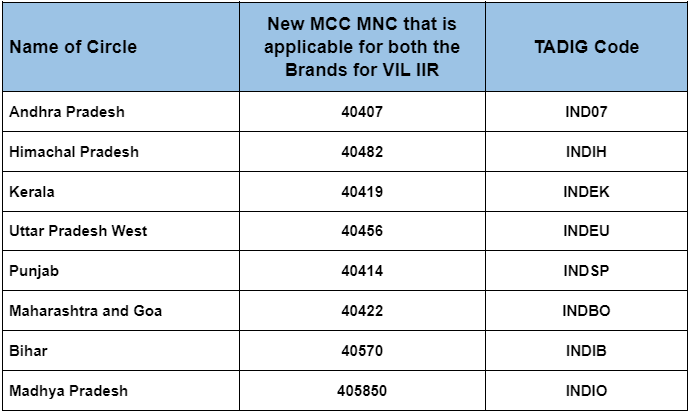 Name of Circle
New MCC MNC that is
applicable for both the
Brands for VIL IIR
TADIG Code
Andhra Pradesh 40407 IND07
Himachal Pradesh 40482 INDIH
Kerala 40419 INDEK
Uttar Pradesh West 40456 INDEU
Punjab 40414 INDSP
Maharashtra and Goa 40422 INDBO
Bihar 40570 INDIB
Madhya Pradesh 405850 INDIO